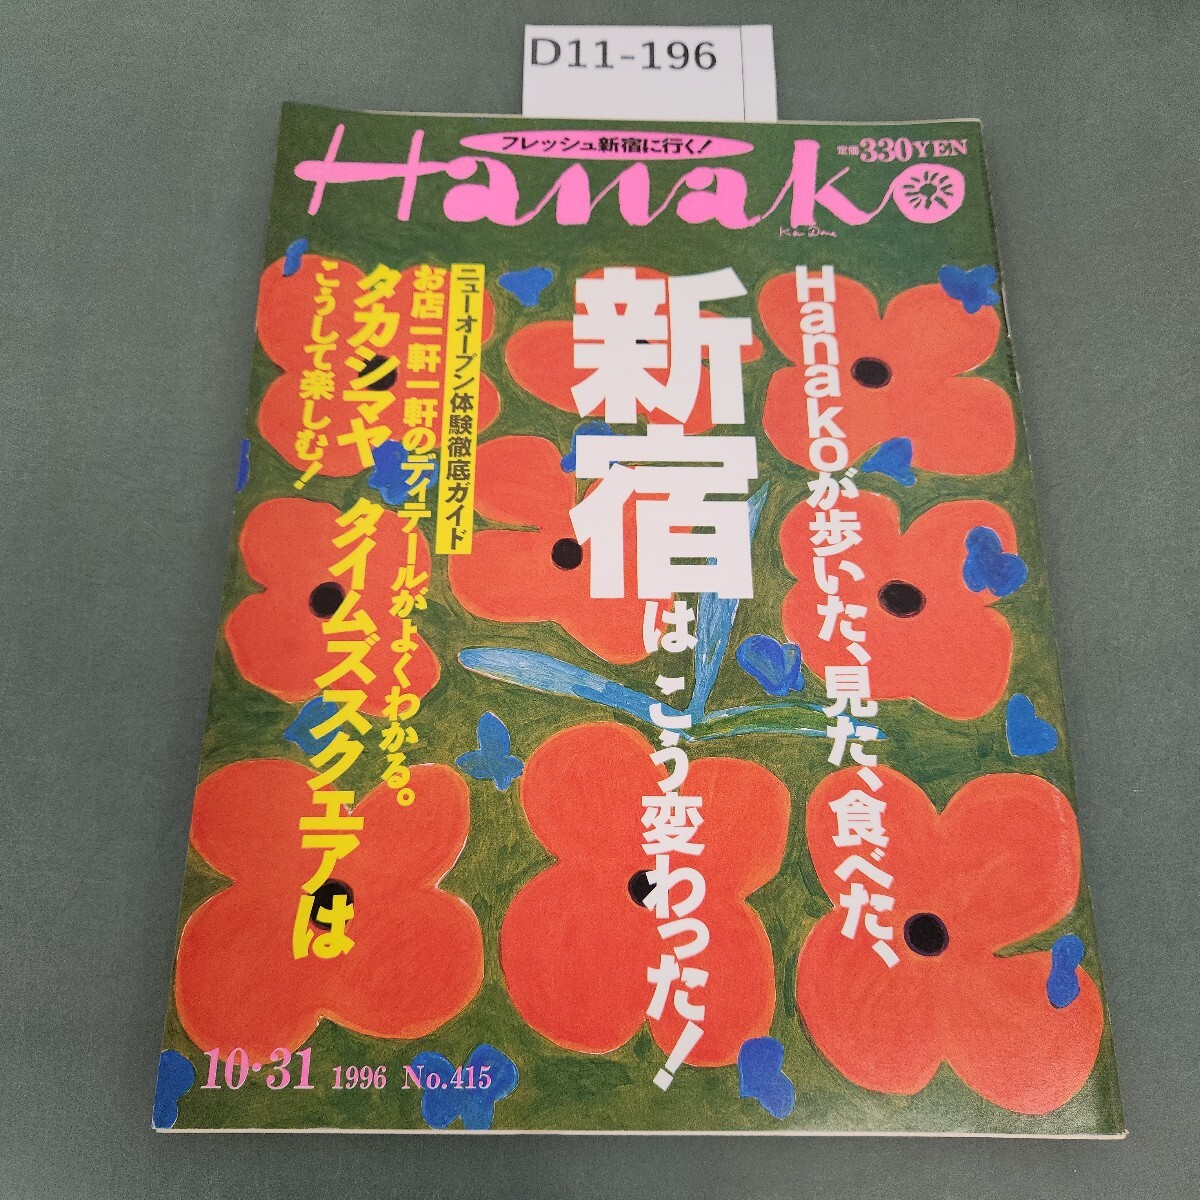 D11-196
フレッシュ新宿に行く!
Hanako
定価330YEN
Ken Done
Hanakoが歩いた、見た、食べた、
新宿はこう変わった!
ニューオープン体験徹底ガイド
お店一軒一軒のディテールがよくわかる。
タカシマヤ タイムズスクエアは
こうして楽しむ!
10・31 1996 No.415